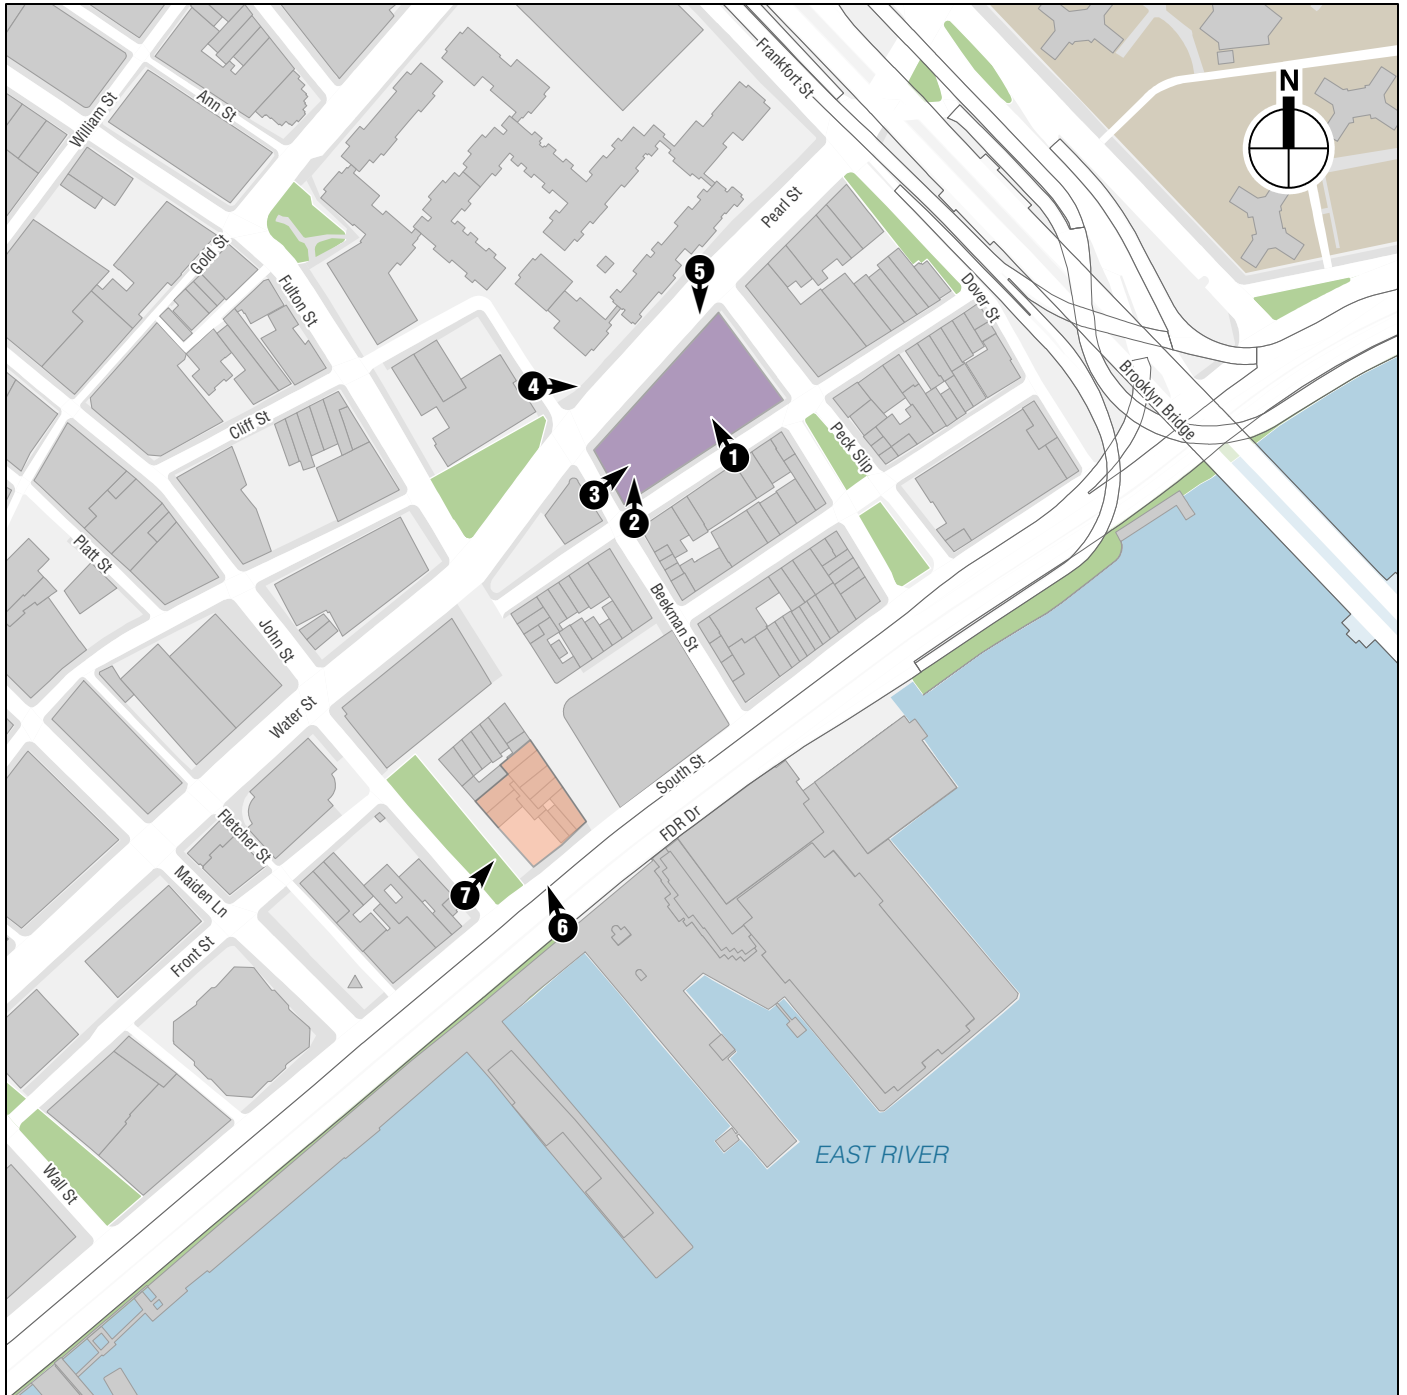 Frankfort St
N
William St
Ann St
Pearl St
Gold St
Fulton St
5
Dover St
4
Brooklyn Bridge
Cliff St
Peck Slip
1
3
2
Platt St
Beekman St
John St
Water St
South St
FDR Dr
Fletcher St
Maiden Ln
7
6
Front St
EAST RIVER
Wall St